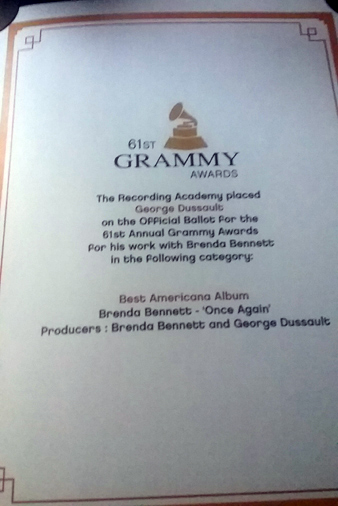 61ST
GRAMMY
AWARDS
The Recording Academy placed
George Dussault
on the Official Ballot for the
61st Annual Grammy Awards
for his work with Brenda Bennett
in the following category:
Best Americana Album
Brenda Bennett - 'Once Again'
Producers : Brenda Bennett and George Dussault